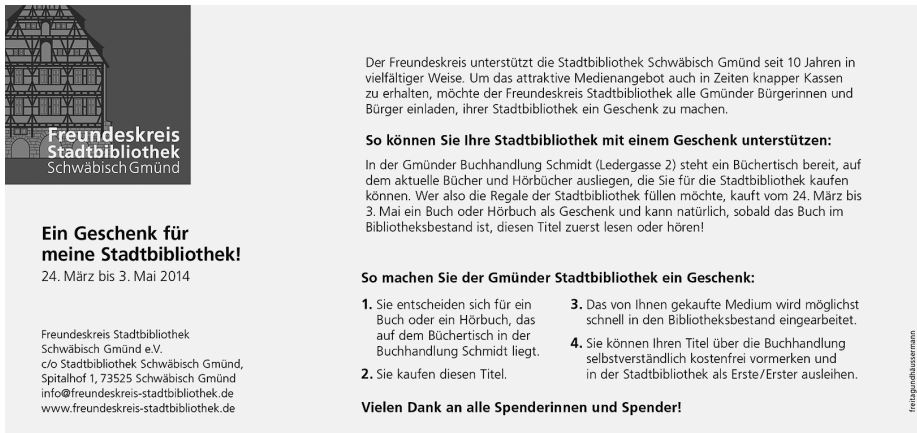 Freundeskreis
Stadtbibliothek
Schwäbisch Gmünd
Ein Geschenk für
meine Stadtbibliothek!
24. März bis 3. Mai 2014
Freundeskreis Stadtbibliothek
Schwäbisch Gmünd e.V.
c/o Stadtbibliothek Schwäbisch Gmünd,
Spitalhof 1, 73525 Schwäbisch Gmünd
info@freundeskreis-stadtbibliothek.de
www.freundeskreis-stadtbibliothek.de
Der Freundeskreis unterstützt die Stadtbibliothek Schwäbisch Gmünd seit 10 Jahren in
vielfältiger Weise. Um das attraktive Medienangebot auch in Zeiten knapper Kassen
zu erhalten, möchte der Freundeskreis Stadtbibliothek alle Gmünder Bürgerinnen und
Bürger einladen, ihrer Stadtbibliothek ein Geschenk zu machen.
So können Sie Ihre Stadtbibliothek mit einem Geschenk unterstützen:
In der Gmünder Buchhandlung Schmidt (Ledergasse 2) steht ein Büchertisch bereit, auf
dem aktuelle Bücher und Hörbücher ausliegen, die Sie für die Stadtbibliothek kaufen
können. Wer also die Regale der Stadtbibliothek füllen möchte, kauft vom 24. März bis
3. Mai ein Buch oder Hörbuch als Geschenk und kann natürlich, sobald das Buch im
Bibliotheksbestand ist, diesen Titel zuerst lesen oder hören!
So machen Sie der Gmünder Stadtbibliothek ein Geschenk:
1. Sie entscheiden sich für ein
Buch oder ein Hörbuch, das
auf dem Büchertisch in der
Buchhandlung Schmidt liegt.
2. Sie kaufen diesen Titel.
3. Das von Ihnen gekaufte Medium wird möglichst
schnell in den Bibliotheksbestand eingearbeitet.
4. Sie können Ihren Titel über die Buchhandlung
selbstverständlich kostenfrei vormerken und
in der Stadtbibliothek als Erste/Erster ausleihen.
Vielen Dank an alle Spenderinnen und Spender!
freitagundhäussermann